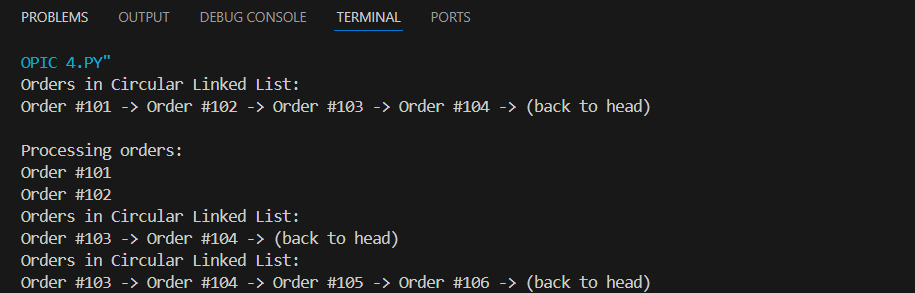 PROBLEMS OUTPUT DEBUG CONSOLE TERMINAL PORTS
OPIC 4.PY"
Orders in Circular Linked List:
Order #101 -> Order #102 -> Order #103 -> Order #104 -> (back to head)
Processing orders:
Order #101
Order #102
Orders in Circular Linked List:
Order #103 -> Order #104 -> (back to head)
Orders in Circular Linked List:
Order #103 -> Order #104 -> Order #105 -> Order #106 -> (back to head)